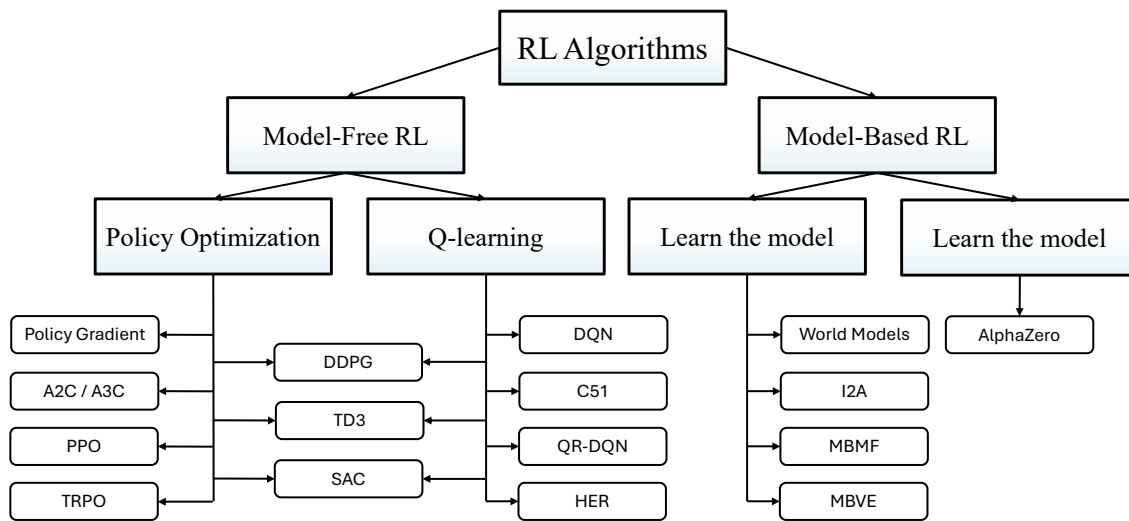 RL Algorithms
Model-Free RL
Model-Based RL
Policy Optimization
Q-learning
Learn the model
Learn the model
Policy Gradient
A2C / A3C
PPO
TRPO
DDPG
TD3
SAC
DQN
C51
QR-DQN
HER
World Models
I2A
MBMF
MBVE
AlphaZero